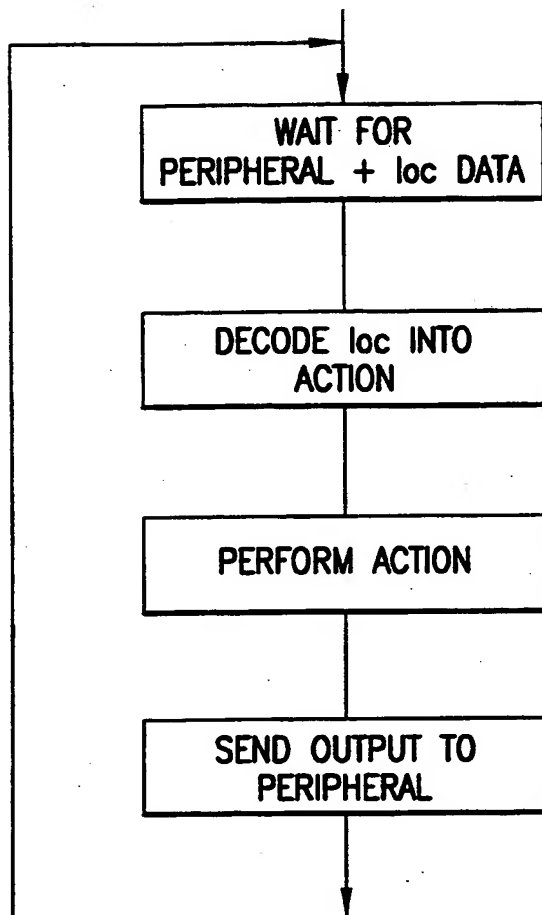 WAIT FOR
PERIPHERAL + loc DATA
DECODE loc INTO
ACTION
PERFORM ACTION
SEND OUTPUT TO
PERIPHERAL